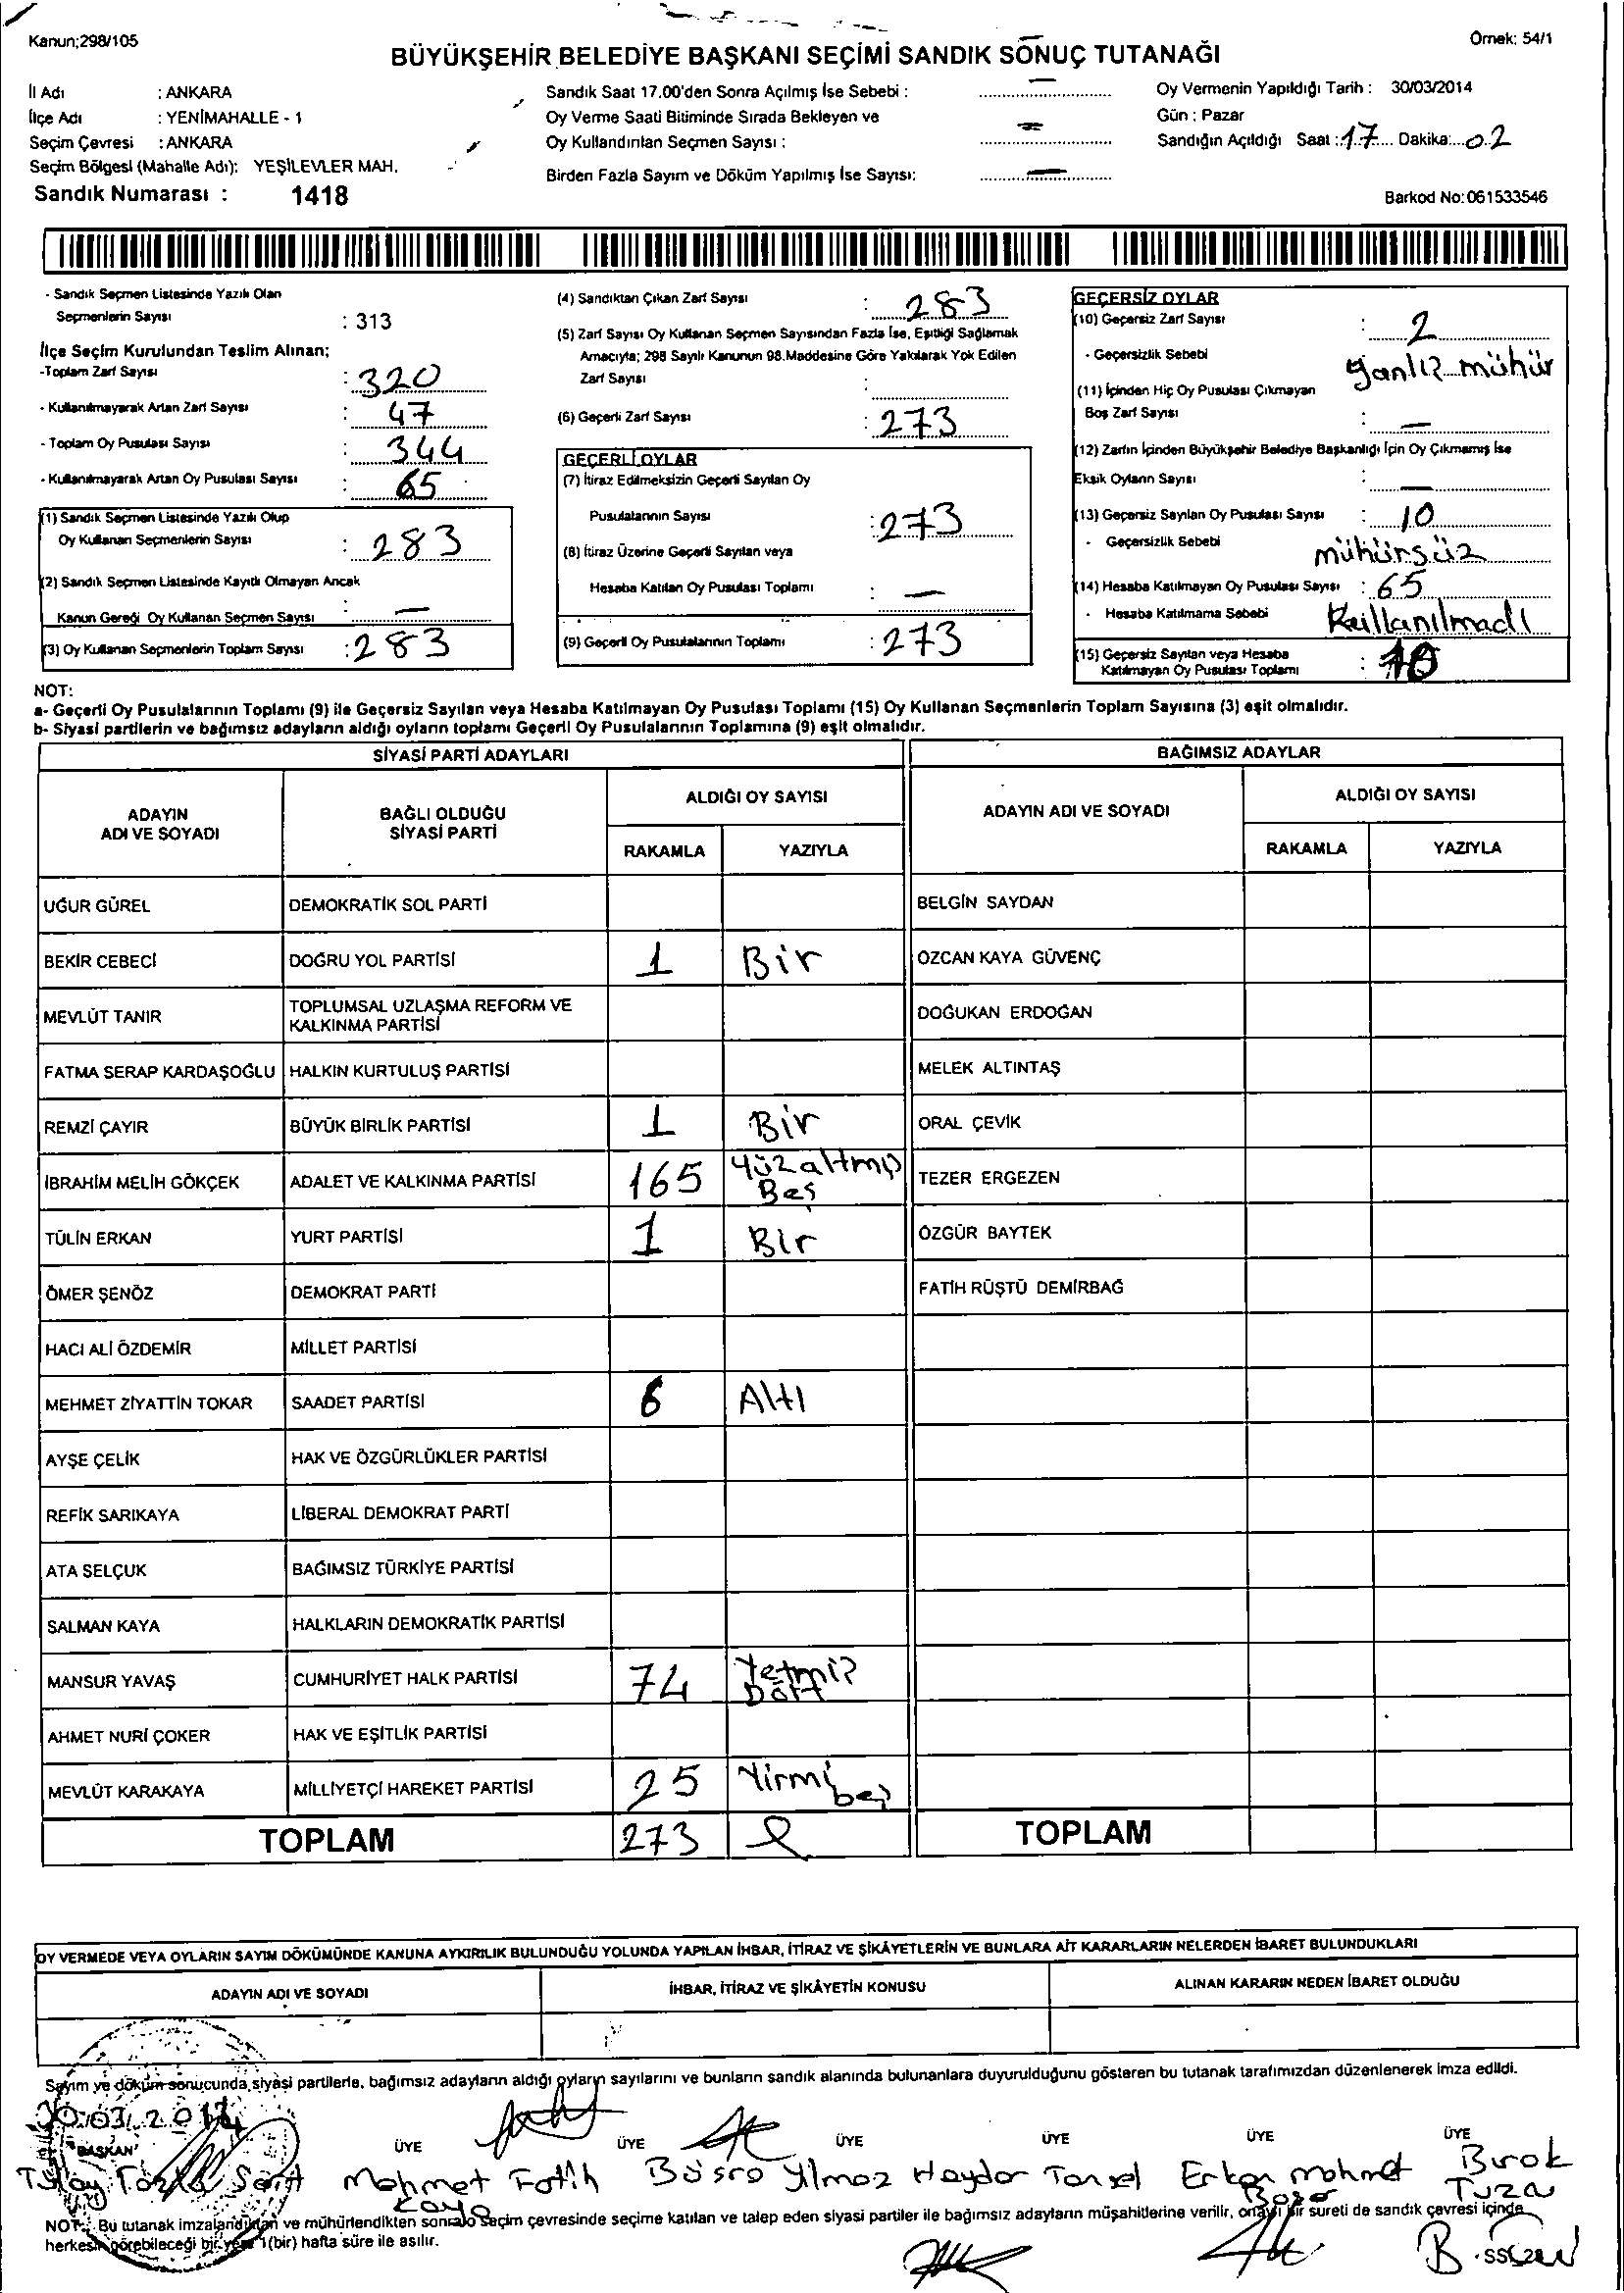 Kanun;298/105
Örnek: 54/1
BÜYÜKŞEHİR BELEDİYE BAŞKANI SEÇİMİ SANDIK SONUÇ TUTANAĞI
İl Adı : ANKARA
İlçe Adı : YENİMAHALLE - 1
Seçim Çevresi : ANKARA
Seçim Bölgesi (Mahalle Adı): YEŞİLEVLER MAH.
Sandık Numarası : 1418
Sandık Saat 17.00'den Sonra Açılmış İse Sebebi : —
Oy Verme Saati Bitiminde Sırada Bekleyen ve
Oy Kullandırılan Seçmen Sayısı : —
Birden Fazla Sayım ve Döküm Yapılmış İse Sayısı: —
Oy Vermenin Yapıldığı Tarih : 30/03/2014
Gün : Pazar
Sandığın Açıldığı Saat : 17 Dakika: 02
Barkod No: 061533546
- Sandık Seçmen Listesinde Yazılı Olan
Seçmenlerin Sayısı : 313
İlçe Seçim Kurulundan Teslim Alınan;
-Toplam Zarf Sayısı : 320
- Kullanılmayarak Artan Zarf Sayısı : 47
- Toplam Oy Pusulası Sayısı : 344
- Kullanılmayarak Artan Oy Pusulası Sayısı : 65
(1) Sandık Seçmen Listesinde Yazılı Olup
Oy Kullanan Seçmenlerin Sayısı : 283
(2) Sandık Seçmen Listesinde Kayıtlı Olmayan Ancak
Kanun Gereği Oy Kullanan Seçmen Sayısı : —
(3) Oy Kullanan Seçmenlerin Toplam Sayısı : 283
(4) Sandıktan Çıkan Zarf Sayısı : 283
(5) Zarf Sayısı Oy Kullanan Seçmen Sayısından Fazla İse, Eşitliği Sağlamak
Amacıyla; 298 Sayılı Kanunun 98.Maddesine Göre Yakılarak Yok Edilen
Zarf Sayısı :
(6) Geçerli Zarf Sayısı : 273
GEÇERLİ OYLAR
(7) İtiraz Edilmeksizin Geçerli Sayılan Oy
Pusulalarının Sayısı : 273
(8) İtiraz Üzerine Geçerli Sayılan veya
Hesaba Katılan Oy Pusulası Toplamı : —
(9) Geçerli Oy Pusulalarının Toplamı : 273
GEÇERSİZ OYLAR
(10) Geçersiz Zarf Sayısı : 2
- Geçersizlik Sebebi yanlış mühür
(11) İçinden Hiç Oy Pusulası Çıkmayan
Boş Zarf Sayısı : —
(12) Zarfın İçinden Büyükşehir Belediye Başkanlığı İçin Oy Çıkmamış İse
Eksik Oyların Sayısı : —
(13) Geçersiz Sayılan Oy Pusulası Sayısı : 10
- Geçersizlik Sebebi mühürsüz
(14) Hesaba Katılmayan Oy Pusulası Sayısı : 65
- Hesaba Katılmama Sebebi Kullanılmadı
(15) Geçersiz Sayılan veya Hesaba
Katılmayan Oy Pusulası Toplamı : 10
NOT:
a- Geçerli Oy Pusulalarının Toplamı (9) ile Geçersiz Sayılan veya Hesaba Katılmayan Oy Pusulası Toplamı (15) Oy Kullanan Seçmenlerin Toplam Sayısına (3) eşit olmalıdır.
b- Siyasi partilerin ve bağımsız adayların aldığı oyların toplamı Geçerli Oy Pusulalarının Toplamına (9) eşit olmalıdır.
SİYASİ PARTİ ADAYLARI
ADAYIN ADI VE SOYADI BAĞLI OLDUĞU SİYASİ PARTİ ALDIĞI OY SAYISI
RAKAMLA YAZIYLA
UĞUR GÜREL DEMOKRATİK SOL PARTİ
BEKİR CEBECİ DOĞRU YOL PARTİSİ 1 Bir
MEVLÜT TANIR TOPLUMSAL UZLAŞMA REFORM VE KALKINMA PARTİSİ
FATMA SERAP KARDAŞOĞLU HALKIN KURTULUŞ PARTİSİ
REMZİ ÇAYIR BÜYÜK BİRLİK PARTİSİ 1 Bir
İBRAHİM MELİH GÖKÇEK ADALET VE KALKINMA PARTİSİ 165 Yüzaltmış Beş
TÜLİN ERKAN YURT PARTİSİ 1 Bir
ÖMER ŞENÖZ DEMOKRAT PARTİ
HACI ALİ ÖZDEMİR MİLLET PARTİSİ
MEHMET ZİYATTİN TOKAR SAADET PARTİSİ 6 Altı
AYŞE ÇELİK HAK VE ÖZGÜRLÜKLER PARTİSİ
REFİK SARIKAYA LİBERAL DEMOKRAT PARTİ
ATA SELÇUK BAĞIMSIZ TÜRKİYE PARTİSİ
SALMAN KAYA HALKLARIN DEMOKRATİK PARTİSİ
MANSUR YAVAŞ CUMHURİYET HALK PARTİSİ 74 Yetmiş Dört
AHMET NURİ ÇOKER HAK VE EŞİTLİK PARTİSİ
MEVLÜT KARAKAYA MİLLİYETÇİ HAREKET PARTİSİ 25 Yirmi beş
TOPLAM 273
BAĞIMSIZ ADAYLAR
ADAYIN ADI VE SOYADI ALDIĞI OY SAYISI
RAKAMLA YAZIYLA
BELGİN SAYDAN
ÖZCAN KAYA GÜVENÇ
DOĞUKAN ERDOĞAN
MELEK ALTINTAŞ
ORAL ÇEVİK
TEZER ERGEZEN
ÖZGÜR BAYTEK
FATİH RÜŞTÜ DEMİRBAĞ
TOPLAM
OY VERMEDE VEYA OYLARIN SAYIM DÖKÜMÜNDE KANUNA AYKIRILIK BULUNDUĞU YOLUNDA YAPILAN İHBAR, İTİRAZ VE ŞİKÂYETLERİN VE BUNLARA AİT KARARLARIN NELERDEN İBARET BULUNDUKLARI
ADAYIN ADI VE SOYADI İHBAR, İTİRAZ VE ŞİKÂYETİN KONUSU ALINAN KARARIN NEDEN İBARET OLDUĞU
Sayım ve döküm sonucunda siyasi partilerle, bağımsız adayların aldığı oyların sayılarını ve bunların sandık alanında bulunanlara duyurulduğunu gösteren bu tutanak tarafımızdan düzenlenerek imza edildi.
30.03.2014
BAŞKAN ÜYE ÜYE ÜYE ÜYE ÜYE ÜYE
Mehmet Fatih Kaya
Büşra Yılmaz
Haydar
Erkan Mehmet
Burak
NOT: Bu tutanak imzalandıktan ve mühürlendikten sonra o seçim çevresinde seçime katılan ve talep eden siyasi partiler ile bağımsız adayların müşahitlerine verilir, onaylı bir sureti de sandık çevresi içinde
herkesin görebileceği bir yere 1(bir) hafta süre ile asılır.